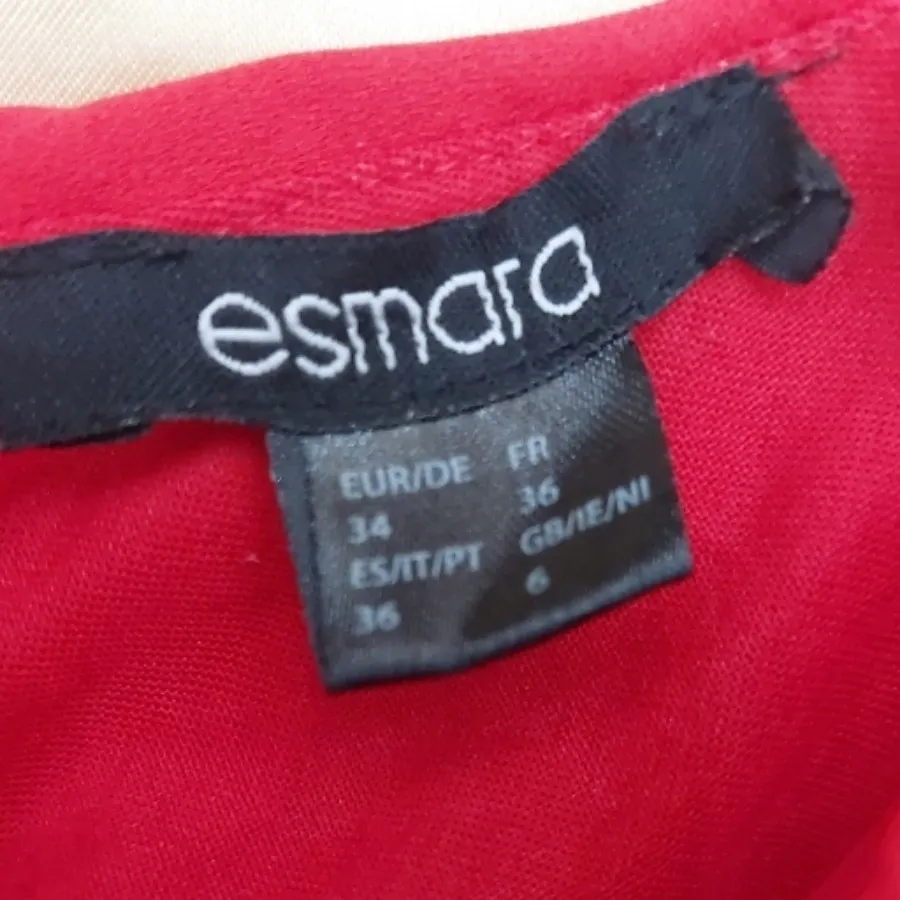 esmara
EUR/DE FR
34 36
ES/IT/PT GB/IE/NI
36 6